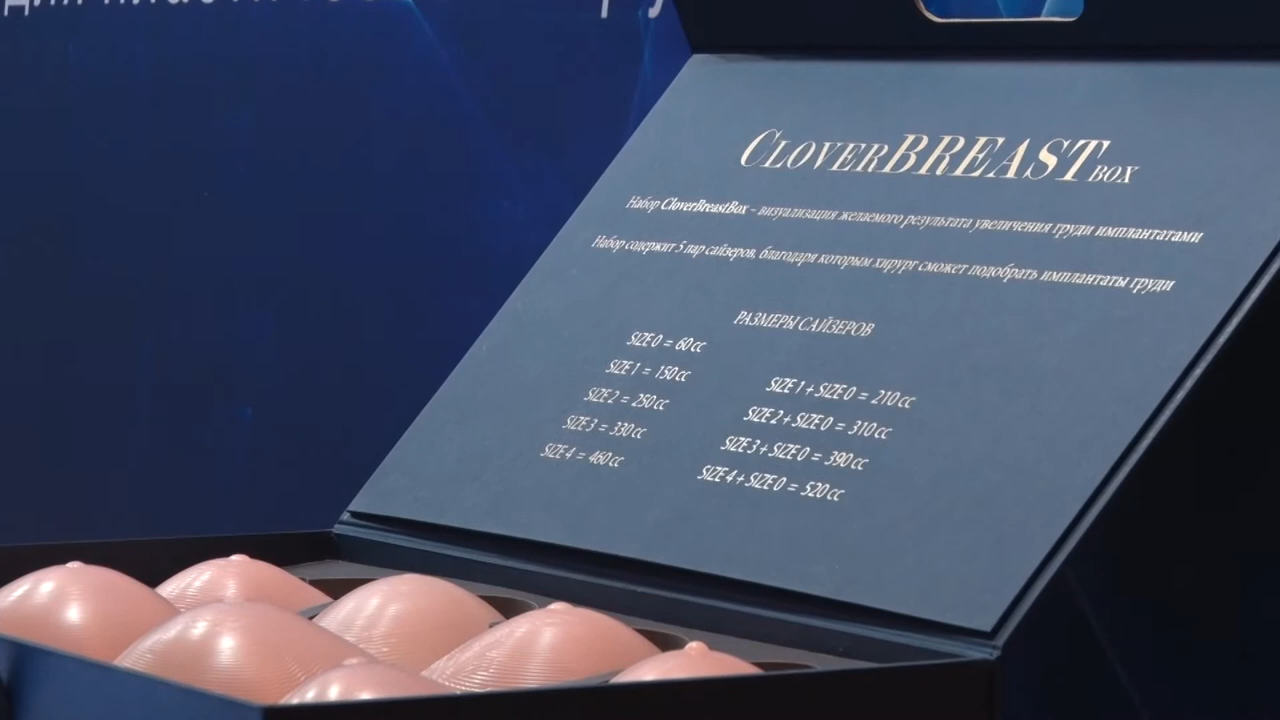 для
CLOVERBREAST BOX
Набор CloverBreastBox – визуализация желаемого результата увеличения груди имплантатами
Набор содержит 5 пар сайзеров, благодаря которым хирург сможет подобрать имплантаты груди
РАЗМЕРЫ САЙЗЕРОВ
SIZE 0 = 60 cc
SIZE 1 = 150 cc
SIZE 2 = 250 cc
SIZE 3 = 330 cc
SIZE 4 = 460 cc
SIZE 1 + SIZE 0 = 210 cc
SIZE 2 + SIZE 0 = 310 cc
SIZE 3 + SIZE 0 = 390 cc
SIZE 4 + SIZE 0 = 520 cc